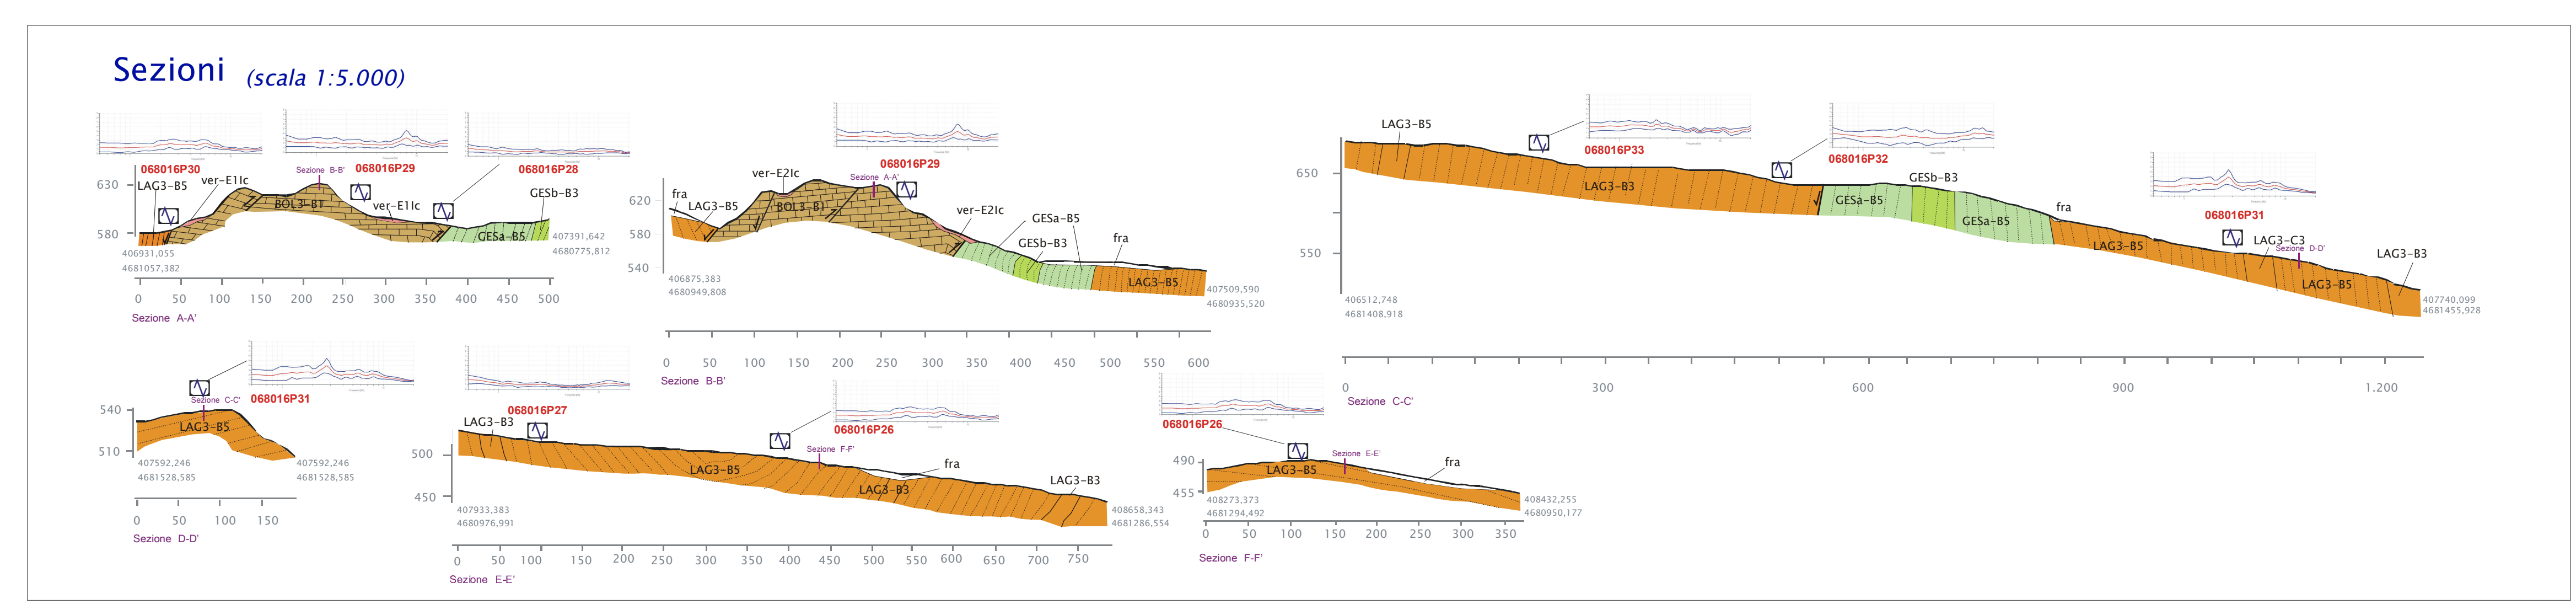 Sezioni (scala 1:5.000)
068016P30
068016P29
068016P28
Sezione B-B'
630
580
LAG3-B5
ver-E1Ic
BOL3-B1
ver-E1Ic
GESa-B5
GESb-B3
406931,055
4681057,382
407391,642
4680775,812
0 50 100 150 200 250 300 350 400 450 500
Sezione A-A'
068016P29
Sezione A-A'
620
580
540
fra
LAG3-B5
ver-E2Ic
BOL3-B1
ver-E2Ic
GESa-B5
GESb-B3
fra
LAG3-B5
406875,383
4680949,808
407509,590
4680935,520
0 50 100 150 200 250 300 350 400 450 500 550 600
Sezione B-B'
068016P33
068016P32
068016P31
650
550
LAG3-B5
LAG3-B3
GESa-B5
GESb-B3
GESa-B5
fra
LAG3-B5
LAG3-C3
Sezione D-D'
LAG3-B5
LAG3-B3
406512,748
4681408,918
407740,099
4681455,928
0 300 600 900 1.200
Sezione C-C'
068016P31
Sezione C-C'
540
510
LAG3-B5
407592,246
4681528,585
407592,246
4681528,585
0 50 100 150
Sezione D-D'
068016P27
068016P26
Sezione F-F'
500
450
LAG3-B3
LAG3-B5
LAG3-B3
fra
LAG3-B3
407933,383
4680976,991
408658,343
4681286,554
0 50 100 150 200 250 300 350 400 450 500 550 600 650 700 750
Sezione E-E'
068016P26
Sezione E-E'
490
455
LAG3-B5
fra
408273,373
4681294,492
408432,255
4680950,177
0 50 100 150 200 250 300 350
Sezione F-F'